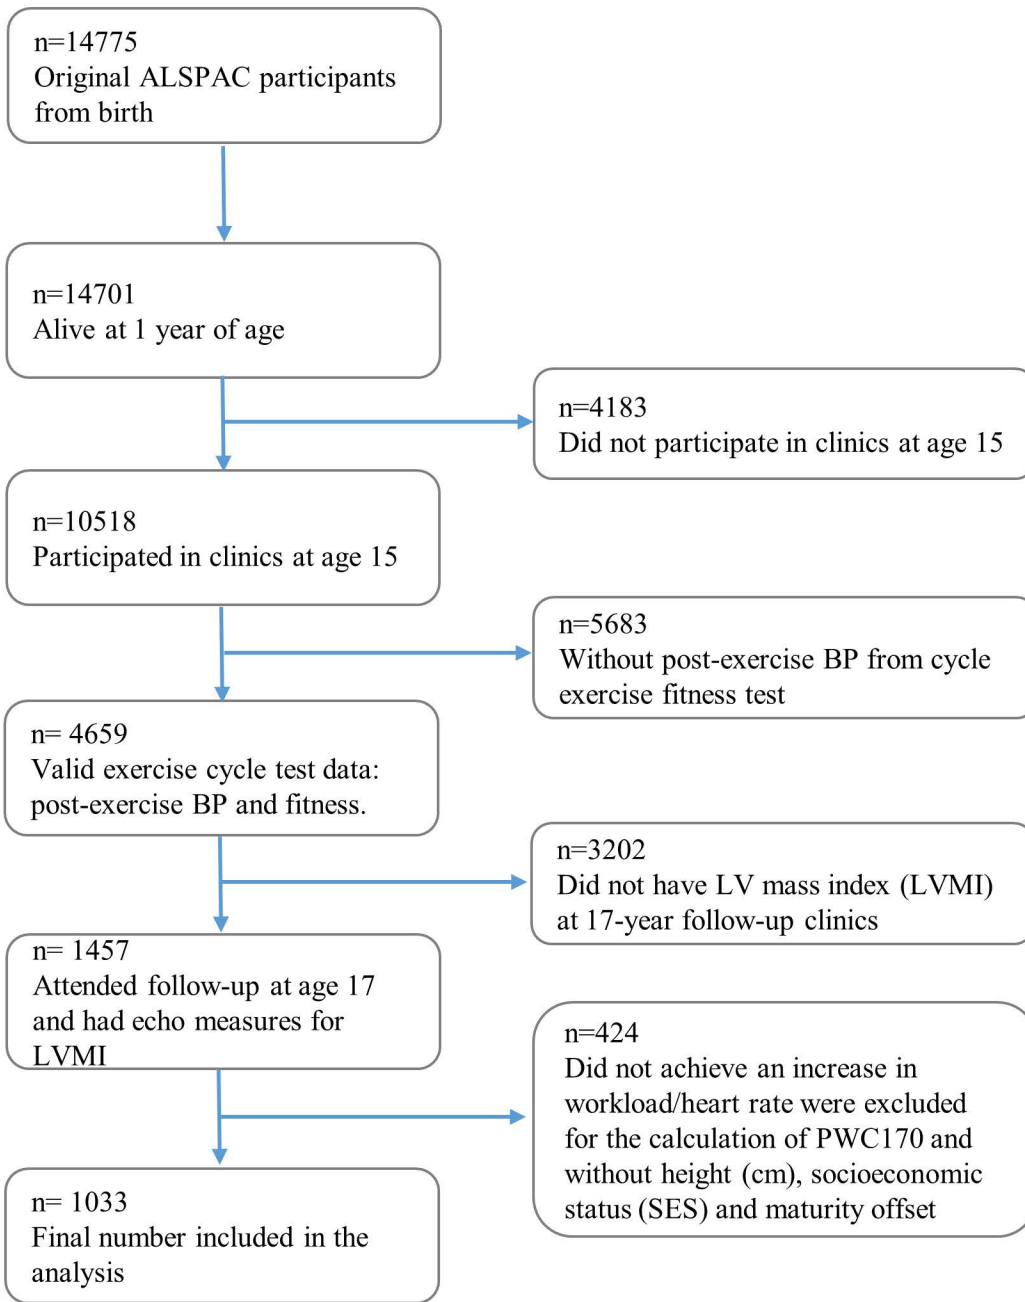 n=14775
Original ALSPAC participants
from birth
n=14701
Alive at 1 year of age
n=4183
Did not participate in clinics at age 15
n=10518
Participated in clinics at age 15
n=5683
Without post-exercise BP from cycle
exercise fitness test
n= 4659
Valid exercise cycle test data:
post-exercise BP and fitness.
n=3202
Did not have LV mass index (LVMI)
at 17-year follow-up clinics
n= 1457
Attended follow-up at age 17
and had echo measures for
LVMI
n=424
Did not achieve an increase in
workload/heart rate were excluded
for the calculation of PWC170 and
without height (cm), socioeconomic
status (SES) and maturity offset
n= 1033
Final number included in the
analysis